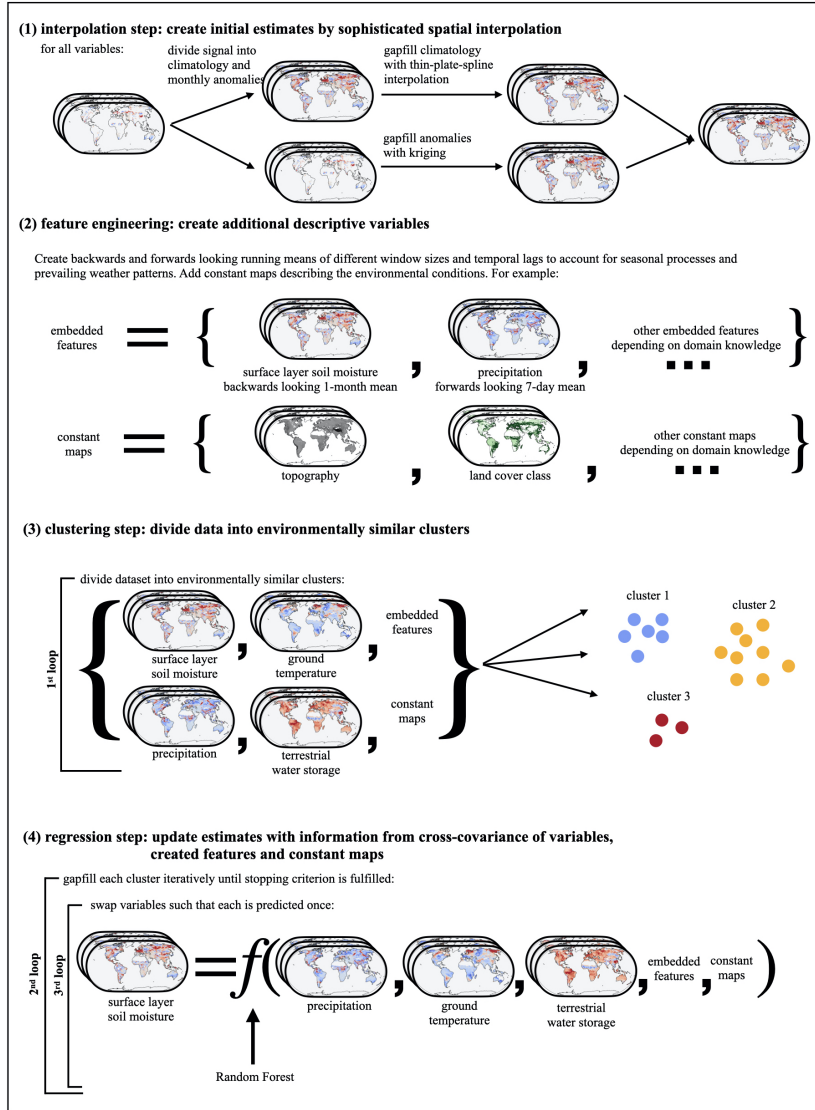 (1) interpolation step: create initial estimates by sophisticated spatial interpolation
for all variables:
divide signal into
climatology and
monthly anomalies
gapfill climatology
with thin-plate-spline
interpolation
gapfill anomalies
with kriging
(2) feature engineering: create additional descriptive variables
Create backwards and forwards looking running means of different window sizes and temporal lags to account for seasonal processes and
prevailing weather patterns. Add constant maps describing the environmental conditions. For example:
embedded
features
=
{
surface layer soil moisture
backwards looking 1-month mean
,
precipitation
forwards looking 7-day mean
,
other embedded features
depending on domain knowledge
...
}
constant
maps
=
{
topography
,
land cover class
,
other constant maps
depending on domain knowledge
...
}
(3) clustering step: divide data into environmentally similar clusters
1st loop
divide dataset into environmentally similar clusters:
{
surface layer
soil moisture
,
ground
temperature
,
embedded
features
precipitation
,
terrestrial
water storage
,
constant
maps
}
cluster 1
cluster 2
cluster 3
(4) regression step: update estimates with information from cross-covariance of variables,
created features and constant maps
2nd loop
gapfill each cluster iteratively until stopping criterion is fulfilled:
3rd loop
swap variables such that each is predicted once:
surface layer
soil moisture
=
f(
precipitation
,
ground
temperature
,
terrestrial
water storage
,
embedded
features
,
constant
maps
)
Random Forest